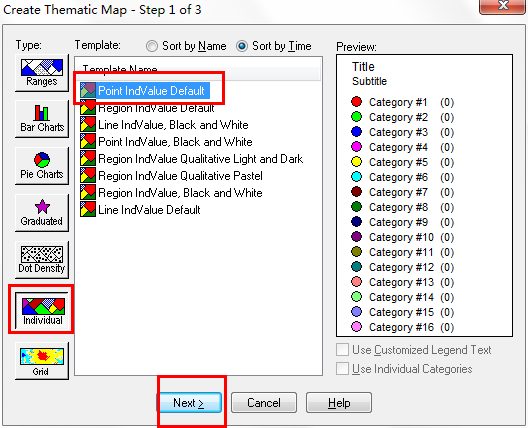 Create Thematic Map - Step 1 of 3
Type:
Ranges
Bar Charts
Pie Charts
Graduated
Dot Density
Individual
Grid
Template: Sort by Name Sort by Time
Template Name
Point IndValue Default
Region IndValue Default
Line IndValue, Black and White
Point IndValue, Black and White
Region IndValue Qualitative Light and Dark
Region IndValue Qualitative Pastel
Region IndValue, Black and White
Line IndValue Default
Preview:
Title
Subtitle
Category #1 (0)
Category #2 (0)
Category #3 (0)
Category #4 (0)
Category #5 (0)
Category #6 (0)
Category #7 (0)
Category #8 (0)
Category #9 (0)
Category #10 (0)
Category #11 (0)
Category #12 (0)
Category #13 (0)
Category #14 (0)
Category #15 (0)
Category #16 (0)
Use Customized Legend Text
Use Individual Categories
Next > Cancel Help